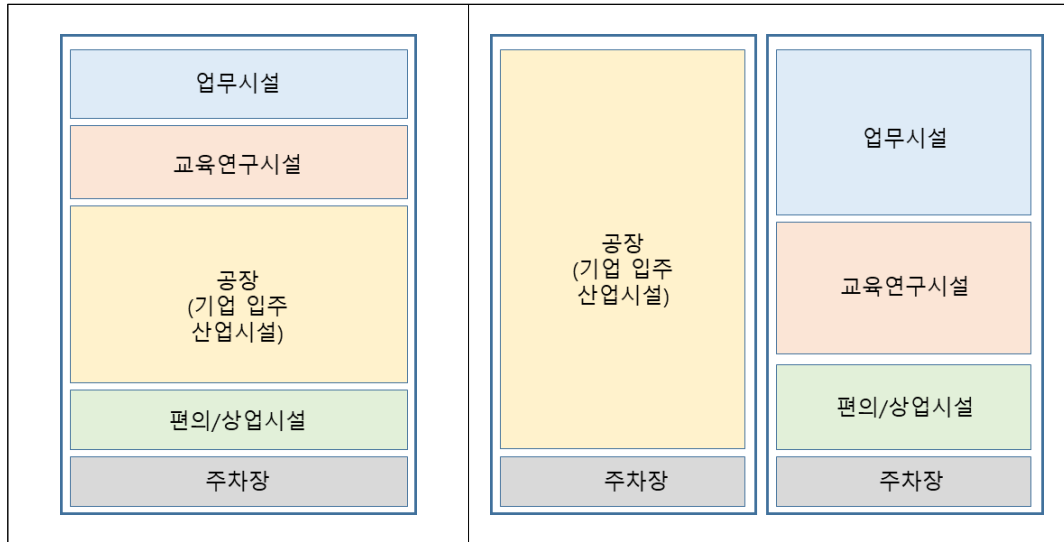 업무시설
교육연구시설
공장
(기업 입주
산업시설)
편의/상업시설
주차장
공장
(기업 입주
산업시설)
주차장
업무시설
교육연구시설
편의/상업시설
주차장